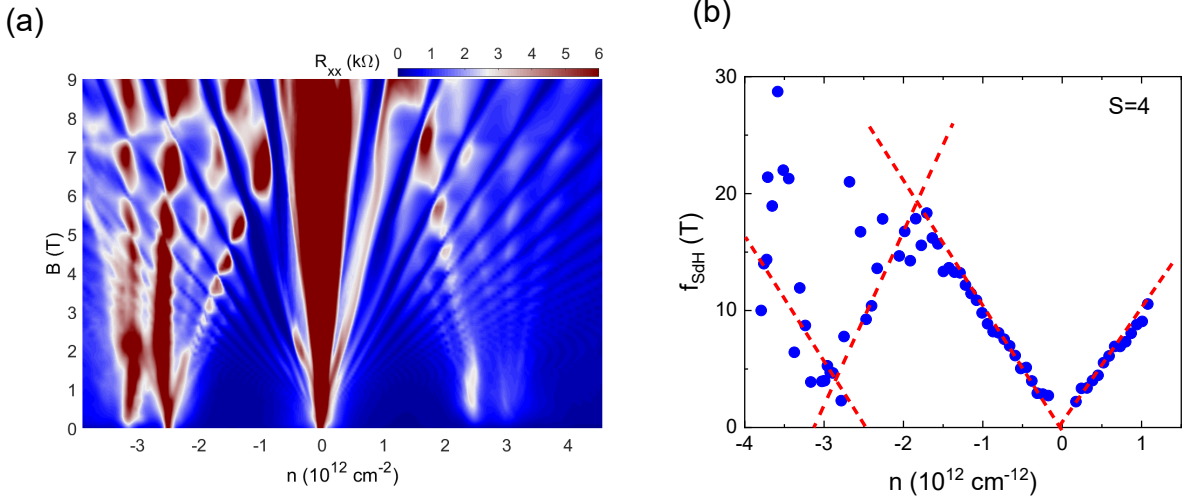 (a)
R_xx (kΩ)
0 1 2 3 4 5 6
9
8
7
6
5
4
3
2
1
0
B (T)
-3 -2 -1 0 1 2 3 4
n (10^12 cm^-2)
(b)
S=4
30
20
10
0
f_SdH (T)
-4 -3 -2 -1 0 1
n (10^12 cm^-12)